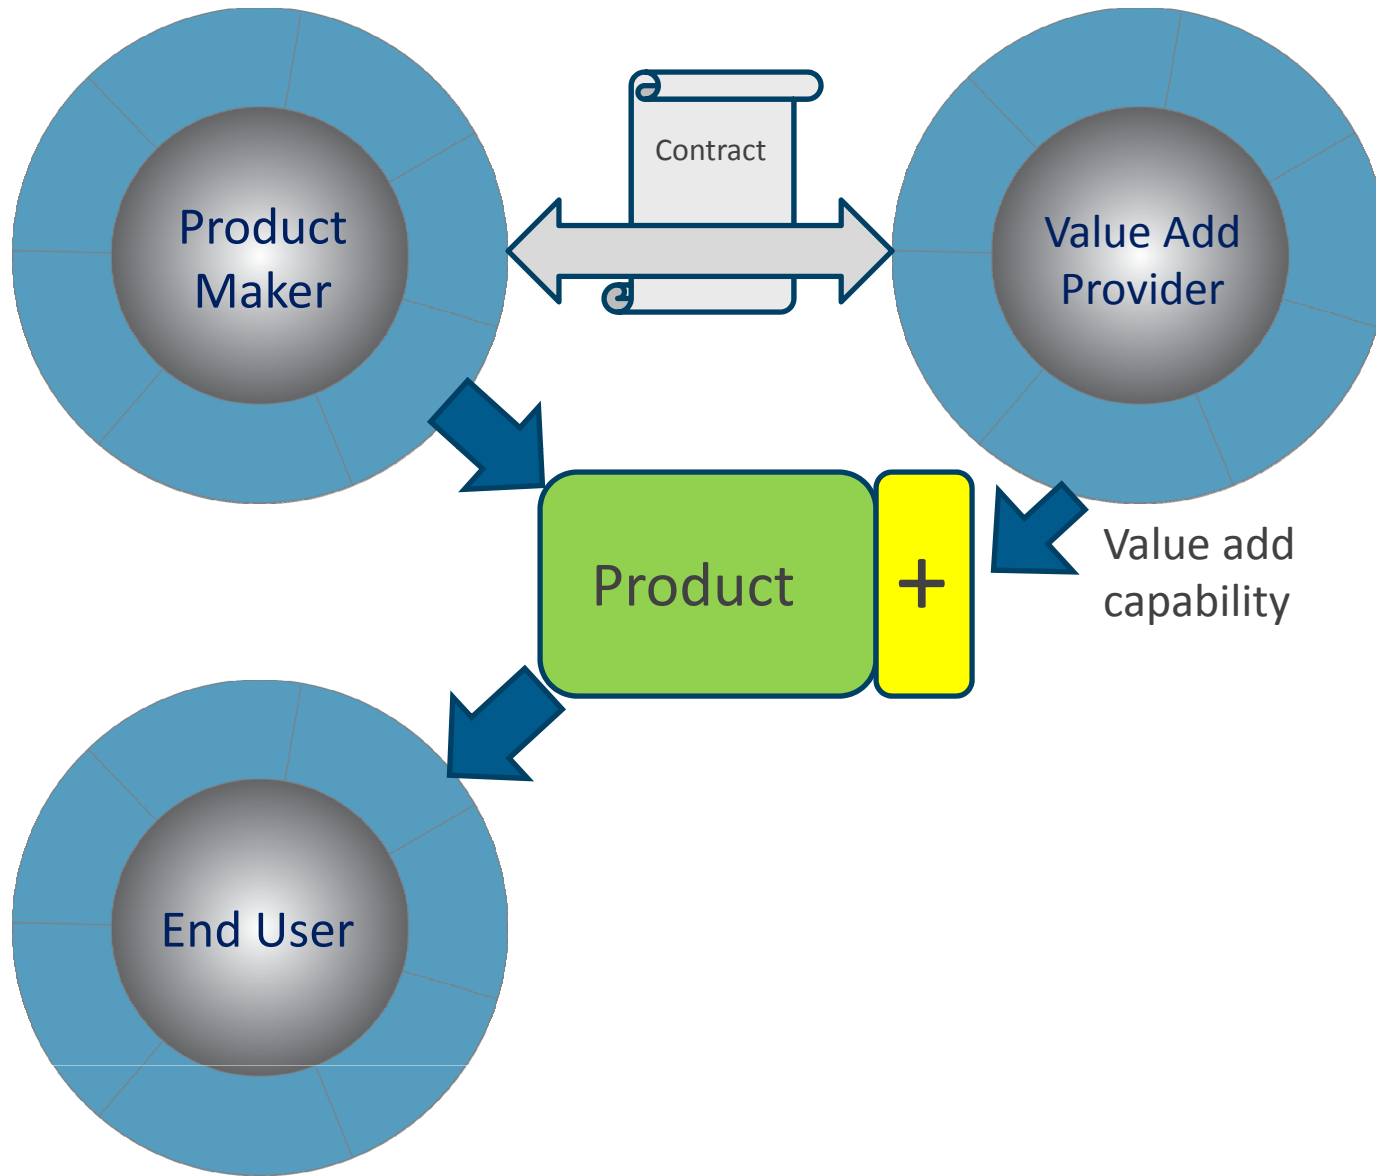 Product
Maker
Contract
Value Add
Provider
Product
+
Value add
capability
End User